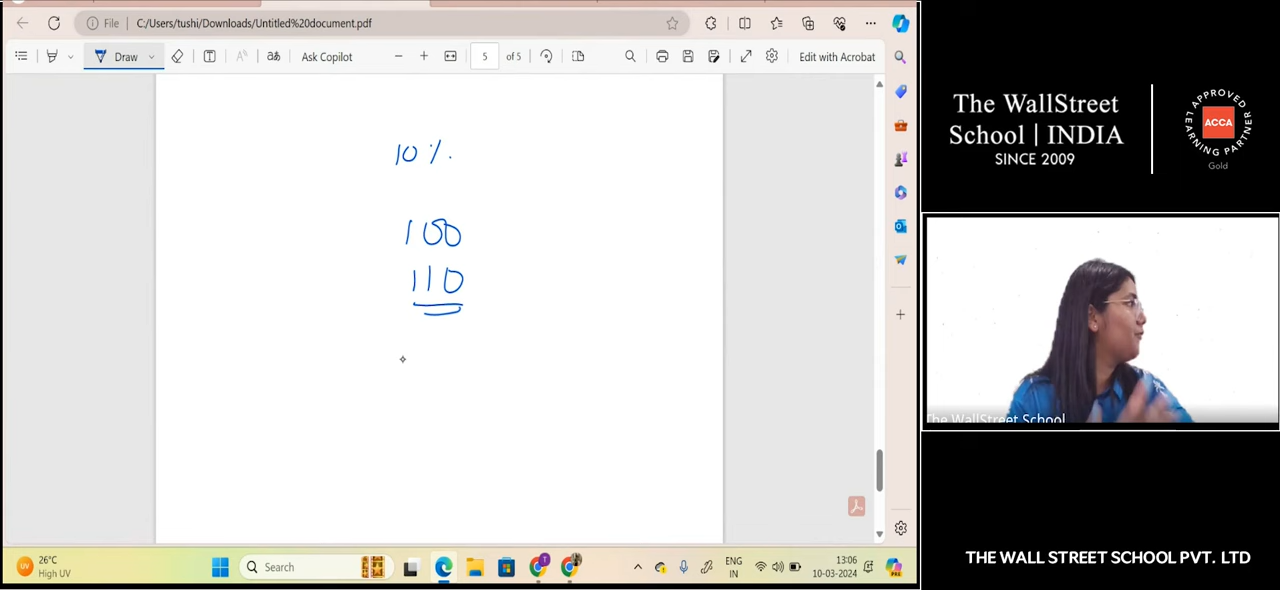 File
C:/Users/tushi/Downloads/Untitled%20document.pdf
Draw
Ask Copilot
5
of 5
Edit with Acrobat
10%.
100
110
26°C
High UV
Search
ENG
IN
13:06
10-03-2024
The WallStreet
School | INDIA
SINCE 2009
APPROVED
LEARNING PARTNER
ACCA
Gold
The WallStreet School
THE WALL STREET SCHOOL PVT. LTD